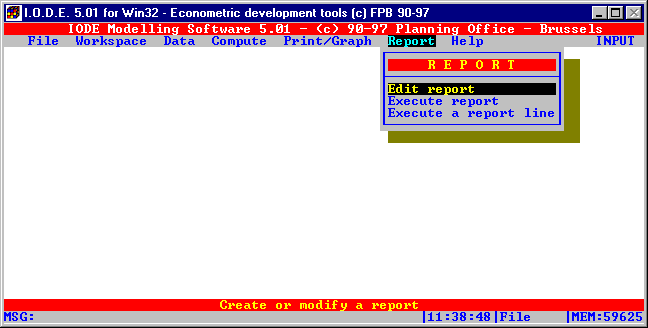 I.O.D.E. 5.01 for Win32 - Econometric development tools (c) FPB 90-97
IODE Modelling Software 5.01 - (c) 90-97 Planning Office - Brussels
File Workspace Data Compute Print/Graph Report Help INPUT
R E P O R T
Edit report
Execute report
Execute a report line
Create or modify a report
MSG: |11:38:48|File |MEM:59625